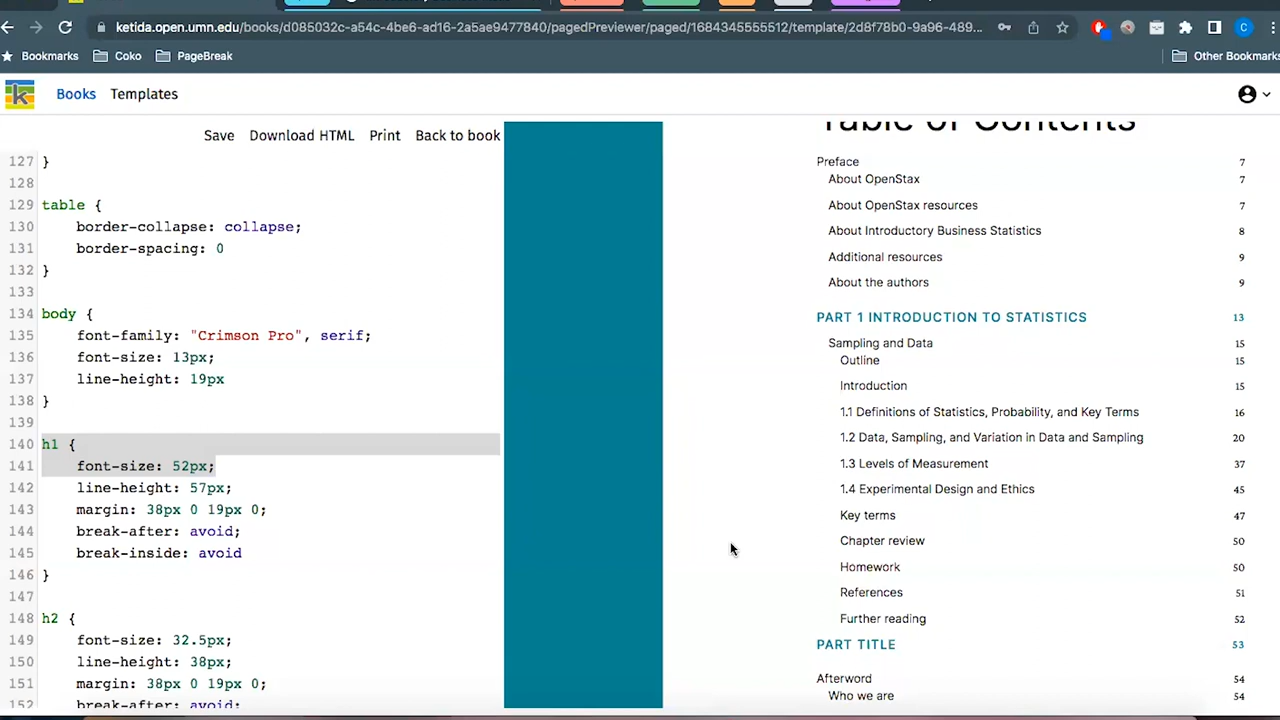 ketida.open.umn.edu/books/d085032c-a54c-4be6-ad16-2a5ae9477840/pagedPreviewer/paged/1684345555512/template/2d8f78b0-9a96-489...
C
Bookmarks
Coko
PageBreak
Other Bookmarks
k
Books
Templates
Save
Download HTML
Print
Back to book
127 }
128
129 table {
130 border-collapse: collapse;
131 border-spacing: 0
132 }
133
134 body {
135 font-family: "Crimson Pro", serif;
136 font-size: 13px;
137 line-height: 19px
138 }
139
140 h1 {
141 font-size: 52px;
142 line-height: 57px;
143 margin: 38px 0 19px 0;
144 break-after: avoid;
145 break-inside: avoid
146 }
147
148 h2 {
149 font-size: 32.5px;
150 line-height: 38px;
151 margin: 38px 0 19px 0;
152 break-after: avoid;
Table of Contents
Preface 7
About OpenStax 7
About OpenStax resources 7
About Introductory Business Statistics 8
Additional resources 9
About the authors 9
PART 1 INTRODUCTION TO STATISTICS 13
Sampling and Data 15
Outline 15
Introduction 15
1.1 Definitions of Statistics, Probability, and Key Terms 16
1.2 Data, Sampling, and Variation in Data and Sampling 20
1.3 Levels of Measurement 37
1.4 Experimental Design and Ethics 45
Key terms 47
Chapter review 50
Homework 50
References 51
Further reading 52
PART TITLE 53
Afterword 54
Who we are 54